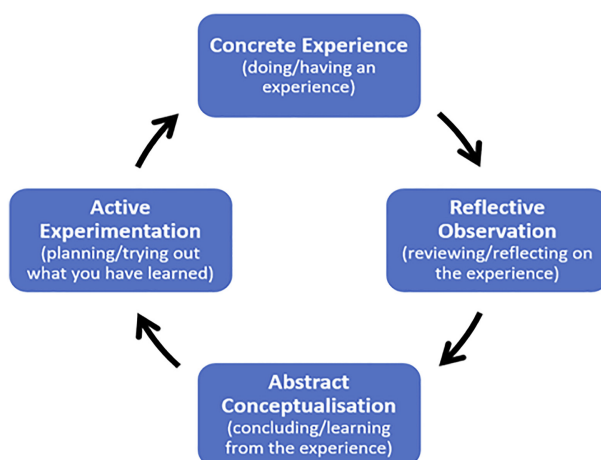 Concrete Experience
(doing/having an
experience)
Reflective
Observation
(reviewing/reflecting on
the experience)
Abstract
Conceptualisation
(concluding/learning
from the experience)
Active
Experimentation
(planning/trying out
what you have learned)